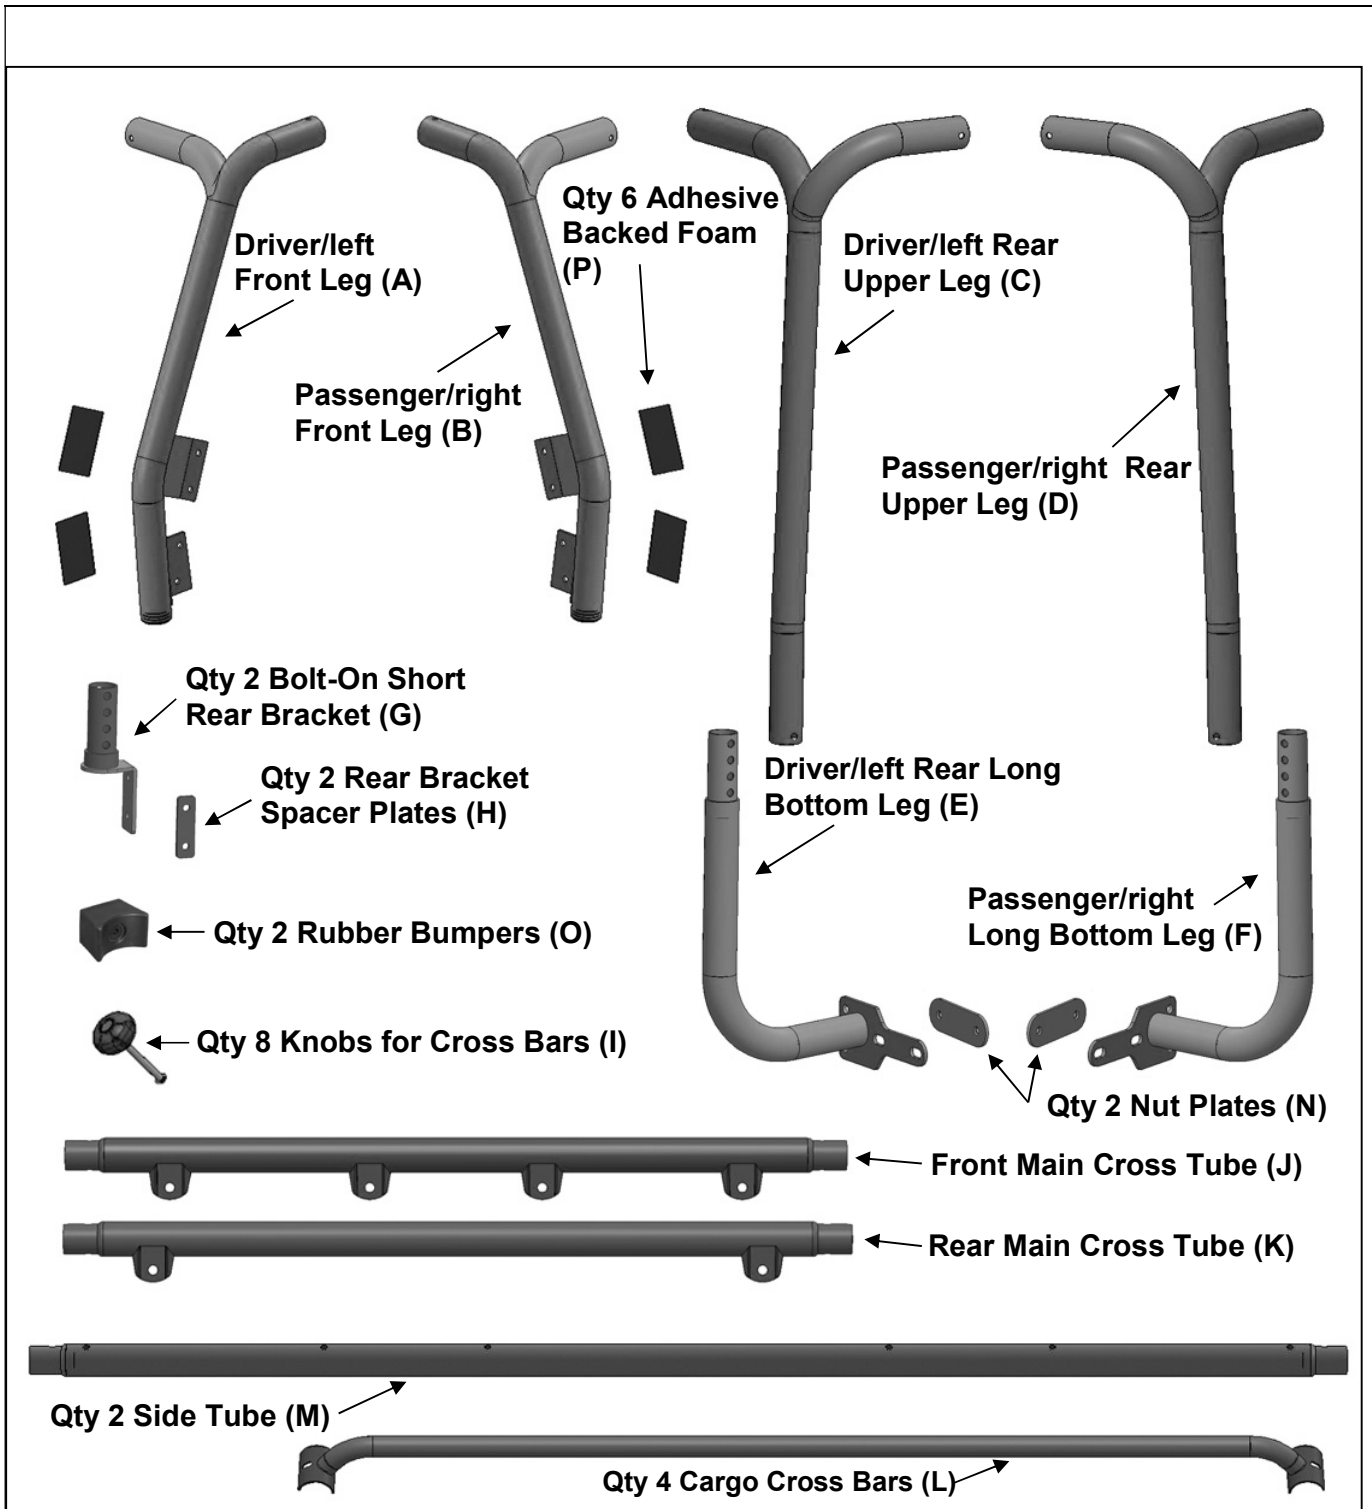 Driver/left
Front Leg (A)
Passenger/right
Front Leg (B)
Qty 6 Adhesive
Backed Foam
(P)
Driver/left Rear
Upper Leg (C)
Passenger/right Rear
Upper Leg (D)
Qty 2 Bolt-On Short
Rear Bracket (G)
Qty 2 Rear Bracket
Spacer Plates (H)
Driver/left Rear Long
Bottom Leg (E)
Passenger/right
Long Bottom Leg (F)
Qty 2 Rubber Bumpers (O)
Qty 8 Knobs for Cross Bars (I)
Qty 2 Nut Plates (N)
Front Main Cross Tube (J)
Rear Main Cross Tube (K)
Qty 2 Side Tube (M)
Qty 4 Cargo Cross Bars (L)